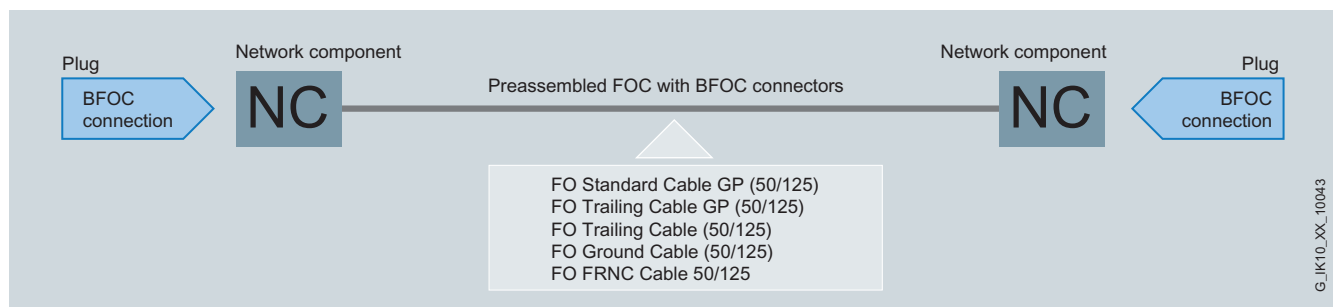 Plug
Network component
Network component
Plug
BFOC
connection
NC
Preassembled FOC with BFOC connectors
NC
BFOC
connection
FO Standard Cable GP (50/125)
FO Trailing Cable GP (50/125)
FO Trailing Cable (50/125)
FO Ground Cable (50/125)
FO FRNC Cable 50/125
G_IK10_XX_10043